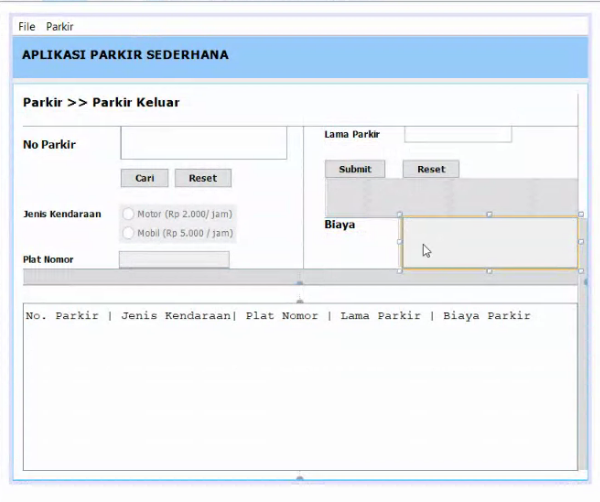 File Parkir
APLIKASI PARKIR SEDERHANA
Parkir >> Parkir Keluar
No Parkir
Cari Reset
Jenis Kendaraan
Motor (Rp 2.000/ jam)
Mobil (Rp 5.000 / jam)
Plat Nomor
Lama Parkir
Submit Reset
Biaya
No. Parkir | Jenis Kendaraan| Plat Nomor | Lama Parkir | Biaya Parkir